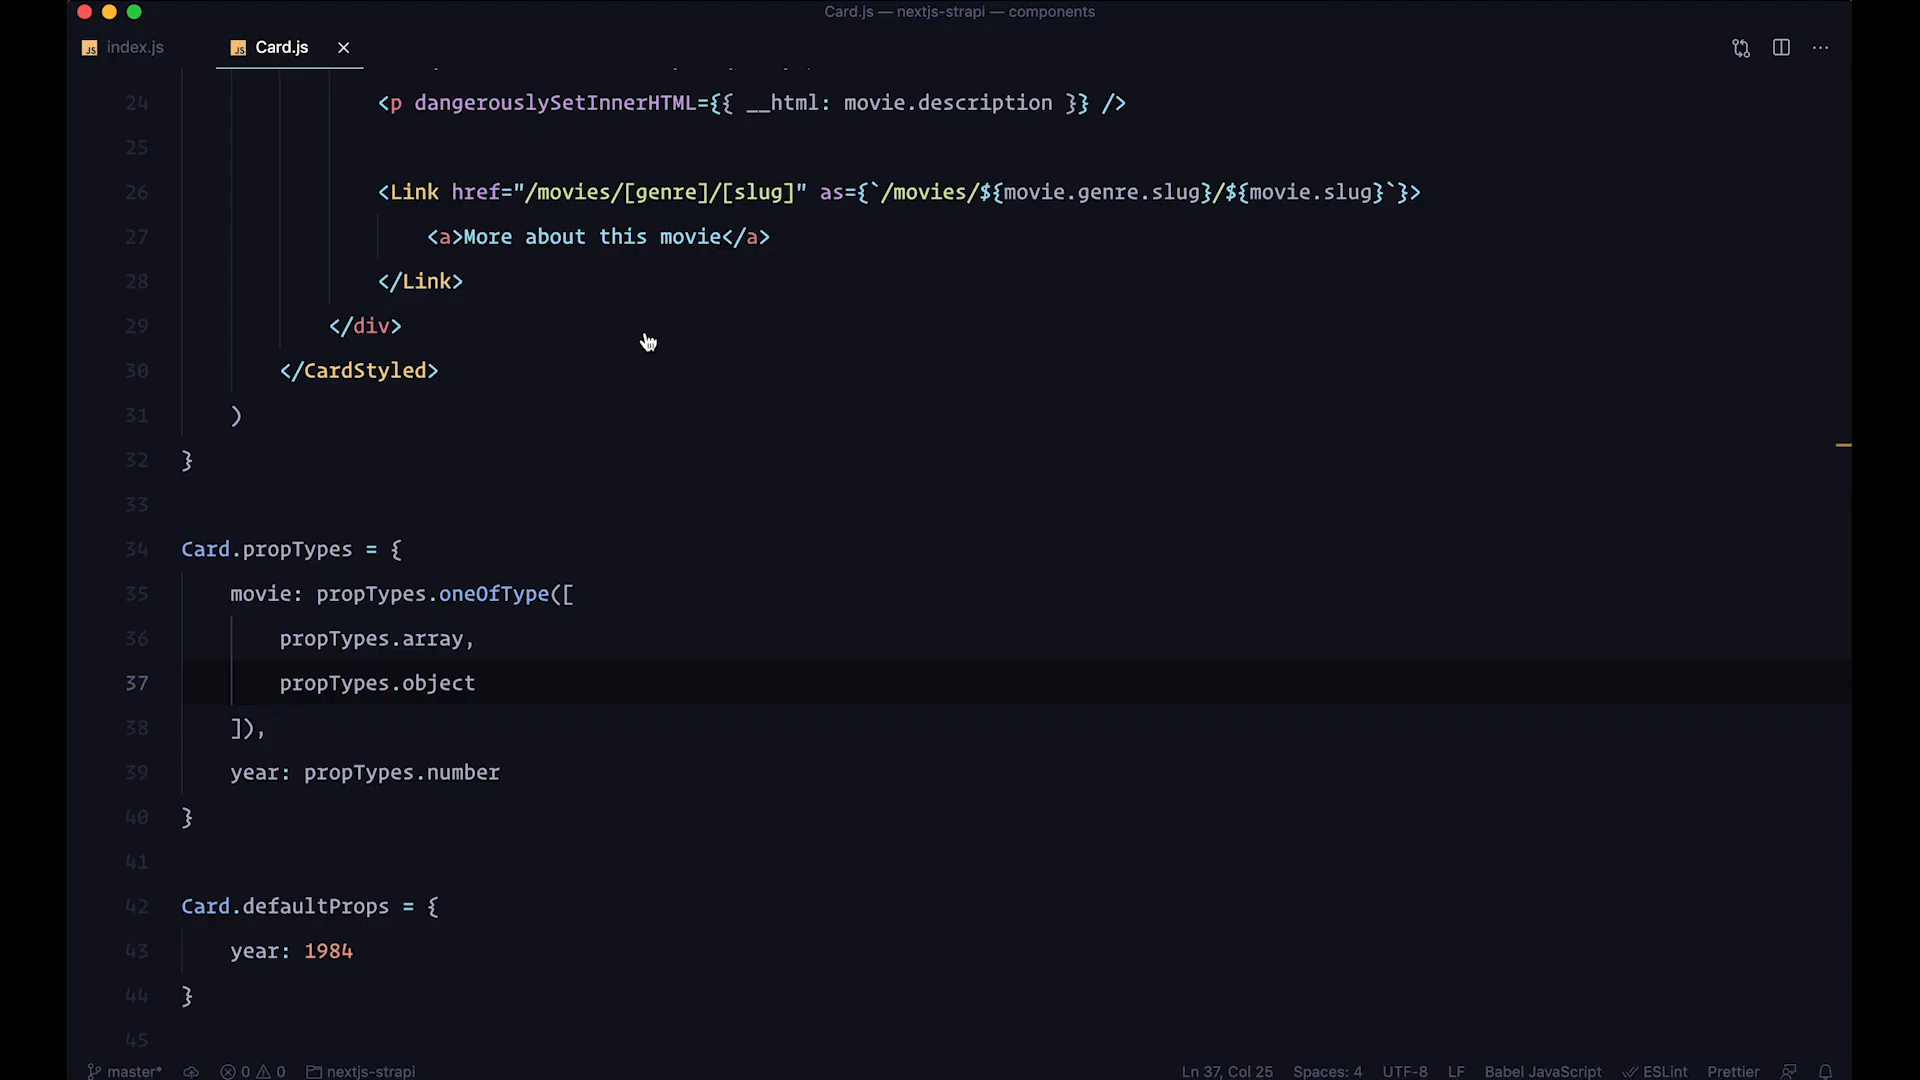 Card.js — nextjs-strapi — components
JS index.js JS Card.js ×
24 <p dangerouslySetInnerHTML={{ __html: movie.description }} />
25
26 <Link href="/movies/[genre]/[slug]" as={`/movies/${movie.genre.slug}/${movie.slug}`}>
27 <a>More about this movie</a>
28 </Link>
29 </div>
30 </CardStyled>
31 )
32 }
33
34 Card.propTypes = {
35 movie: propTypes.oneOfType([
36 propTypes.array,
37 propTypes.object
38 ]),
39 year: propTypes.number
40 }
41
42 Card.defaultProps = {
43 year: 1984
44 }
45
master* 0 0 nextjs-strapi Ln 37, Col 25 Spaces: 4 UTF-8 LF Babel JavaScript ESLint Prettier